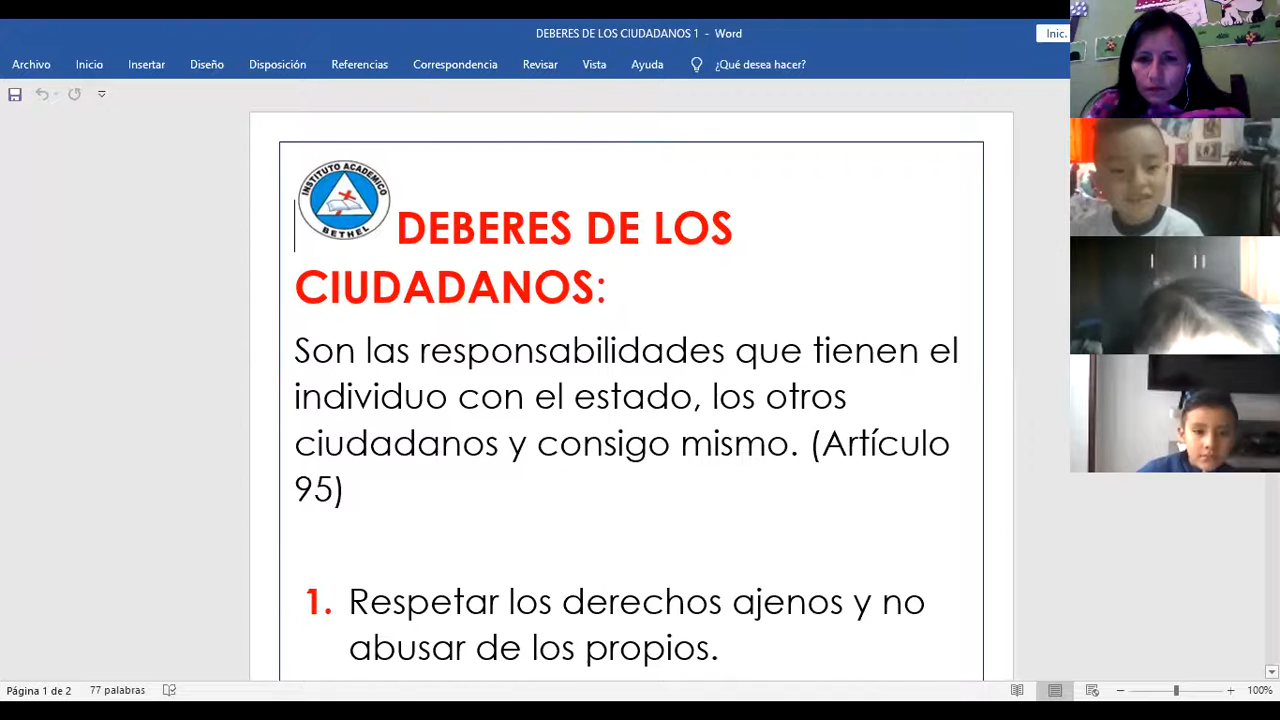 DEBERES DE LOS CIUDADANOS 1 - Word
Inic.
Archivo Inicio Insertar Diseño Disposición Referencias Correspondencia Revisar Vista Ayuda ¿Qué desea hacer?
INSTITUTO ACADEMICO
BETHEL
DEBERES DE LOS
CIUDADANOS:
Son las responsabilidades que tienen el
individuo con el estado, los otros
ciudadanos y consigo mismo. (Artículo
95)
1. Respetar los derechos ajenos y no
abusar de los propios.
Página 1 de 2 77 palabras 100%